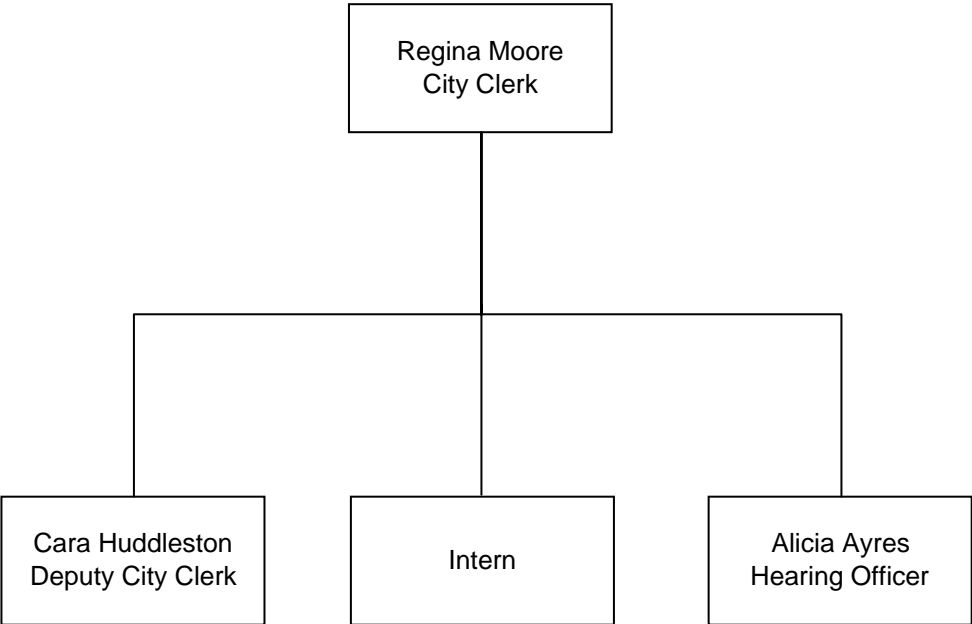 Regina Moore
City Clerk
Cara Huddleston
Deputy City Clerk
Intern
Alicia Ayres
Hearing Officer